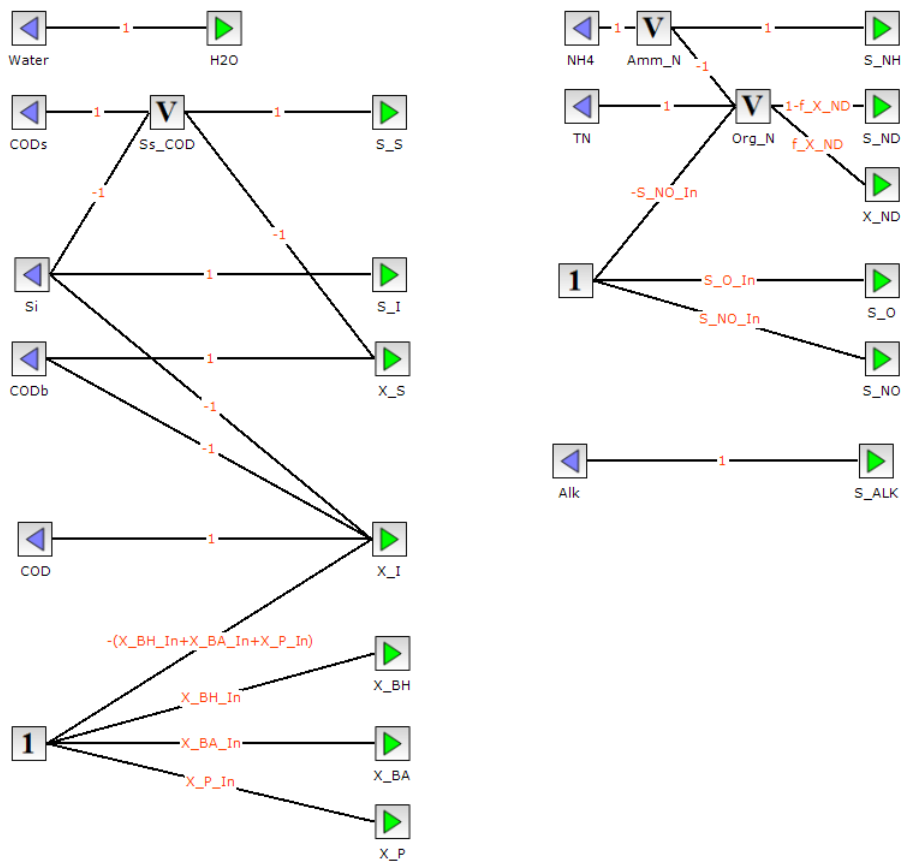 1
Water
H2O
1
V
1
CODs
Ss_COD
S_S
-1
-1
1
Si
S_I
1
CODb
X_S
-1
-1
1
COD
X_I
-(X_BH_In+X_BA_In+X_P_In)
X_BH_In
X_BH
1
X_BA_In
X_BA
X_P_In
X_P
1
V
1
NH4
Amm_N
S_NH
-1
1
V
1-f_X_ND
TN
Org_N
S_ND
f_X_ND
X_ND
-S_NO_In
1
S_O_In
S_O
S_NO_In
S_NO
1
Alk
S_ALK